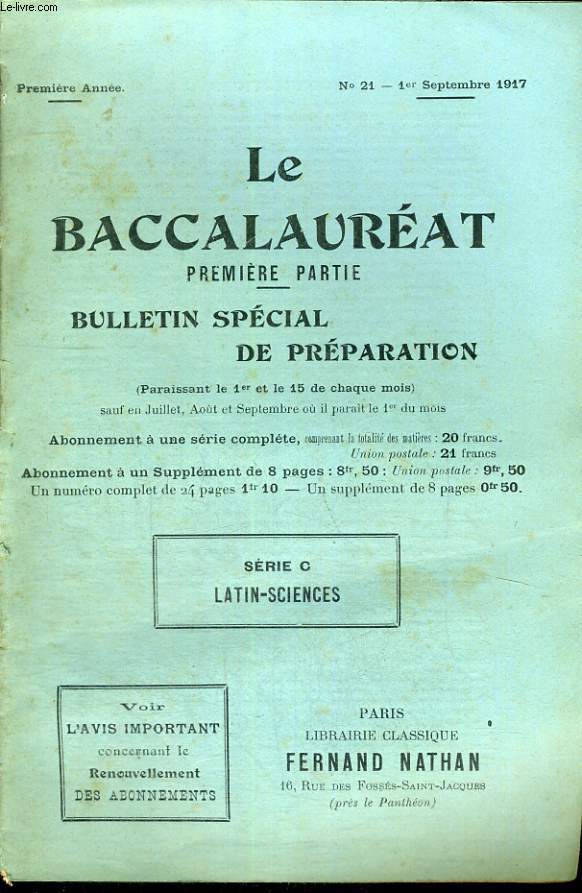 Le-livre.com
Première Année.
No 21 — 1er Septembre 1917
Le
BACCALAURÉAT
PREMIÈRE PARTIE
BULLETIN SPÉCIAL
DE PRÉPARATION
(Paraissant le 1er et le 15 de chaque mois)
sauf en Juillet, Août et Septembre où il parait le 1er du mois
Abonnement à une série complète, comprenant la totalité des matières : 20 francs.
Union postale : 21 francs
Abonnement à un Supplément de 8 pages : 8fr, 50 : Union postale : 9fr, 50
Un numéro complet de 24 pages 1fr 10 — Un supplément de 8 pages 0fr 50.
SÉRIE C
LATIN-SCIENCES
Voir
L'AVIS IMPORTANT
concernant le
Renouvellement
DES ABONNEMENTS
PARIS
LIBRAIRIE CLASSIQUE
FERNAND NATHAN
16, Rue des Fossés-Saint-Jacques
(près le Panthéon)